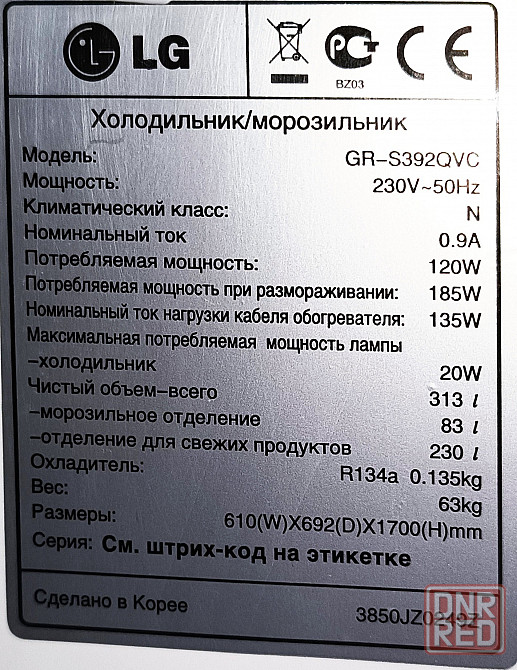 LG
BZ03
Холодильник/морозильник
Модель: GR-S392QVC
Мощность: 230V~50Hz
Климатический класс: N
Номинальный ток 0.9A
Потребляемая мощность: 120W
Потребляемая мощность при размораживании: 185W
Номинальный ток нагрузки кабеля обогревателя: 135W
Максимальная потребляемая мощность лампы
-холодильник 20W
Чистый объем-всего 313 ℓ
-морозильное отделение 83 ℓ
-отделение для свежих продуктов 230 ℓ
Охладитель: R134a 0.135kg
Вес: 63kg
Размеры: 610(W)X692(D)X1700(H)mm
Серия: См. штрих-код на этикетке
Сделано в Корее
DNR
RED